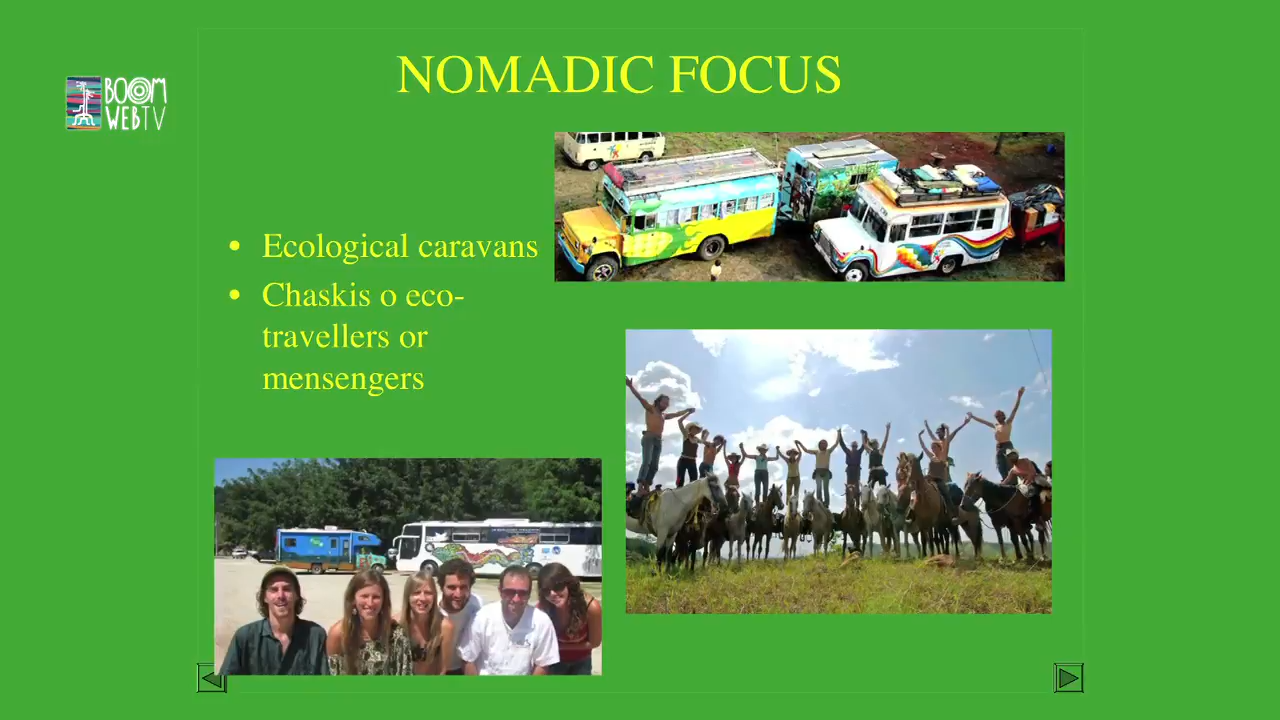 NOMADIC FOCUS
BOOM
WEBTV
• Ecological caravans
• Chaskis o eco-
travellers or
mensengers